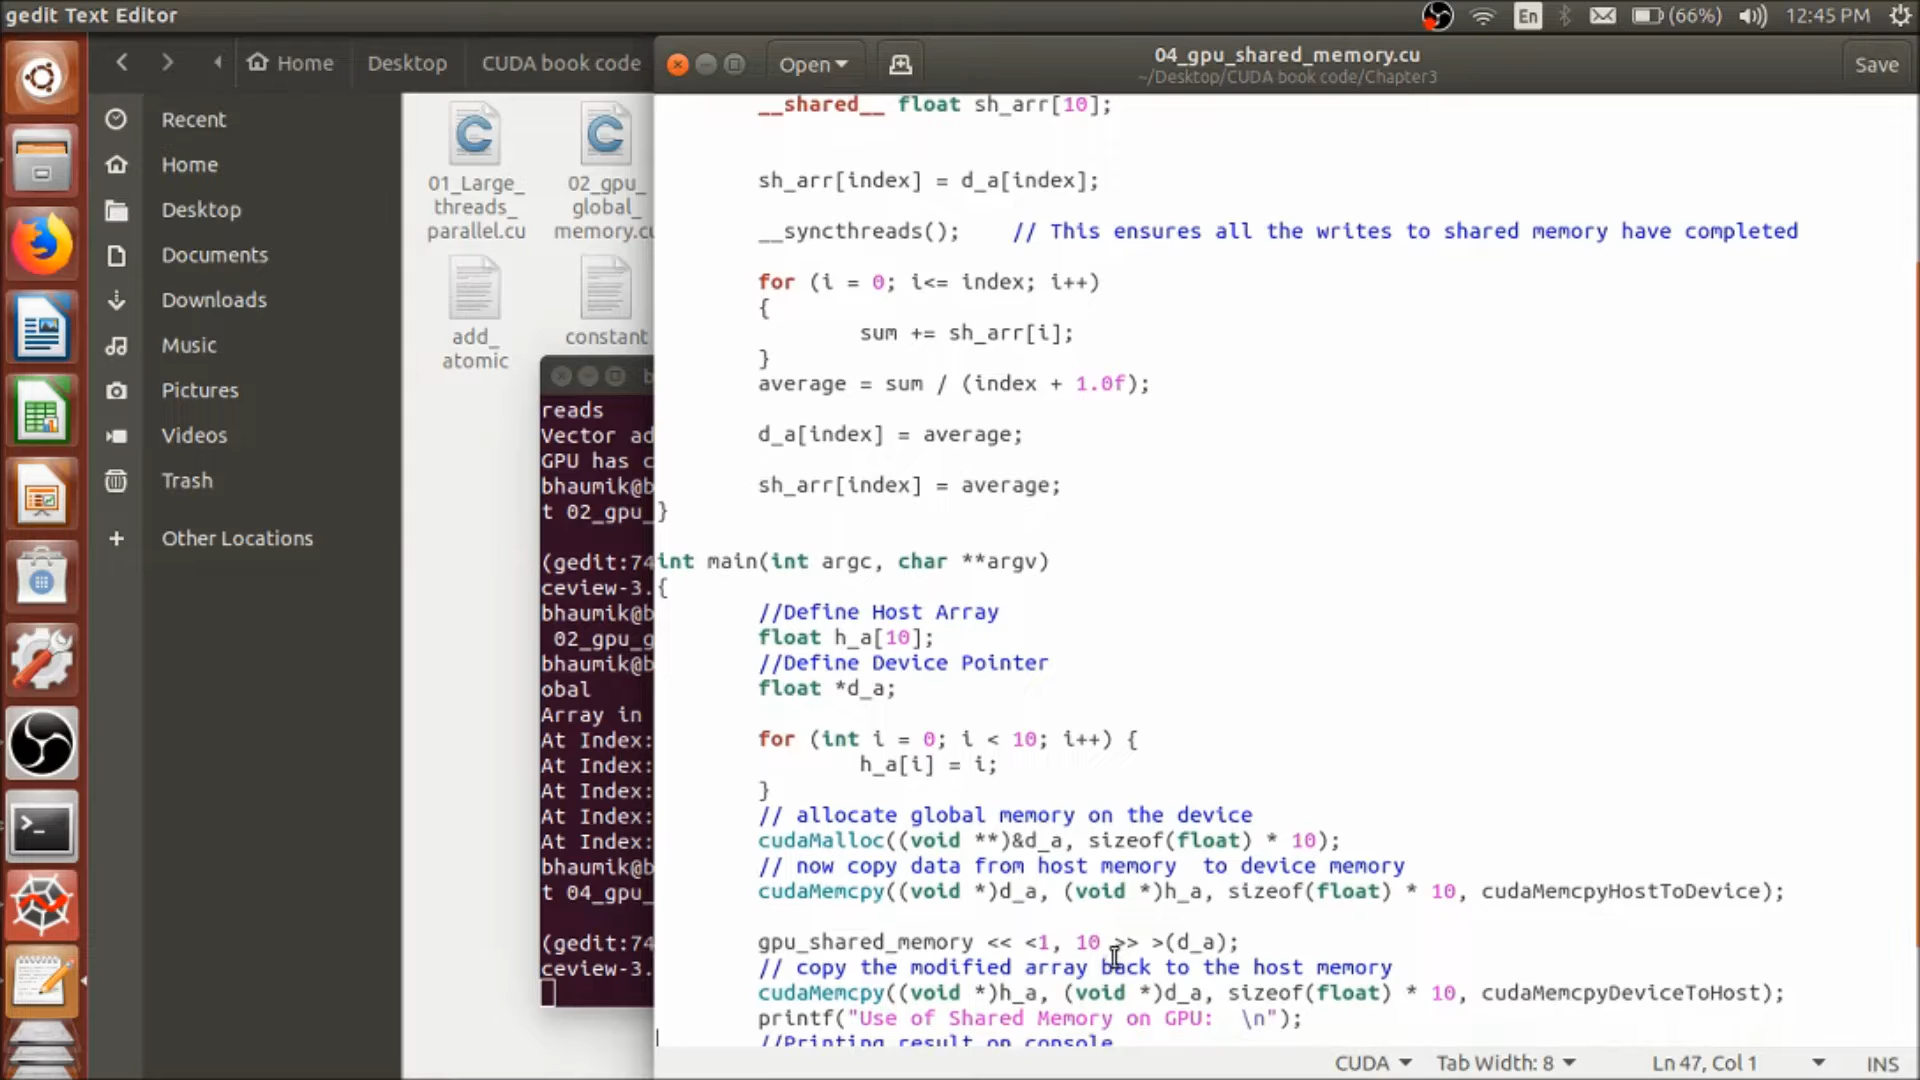 gedit Text Editor
En
(66%)
12:45 PM
Home
Desktop
CUDA book code
Open
04_gpu_shared_memory.cu
~/Desktop/CUDA book code/Chapter3
Save
Recent
Home
Desktop
Documents
Downloads
Music
Pictures
Videos
Trash
Other Locations
01_Large_
threads_
parallel.cu
02_gpu_
global_
memory.cu
add_
atomic
constant
reads
Vector ad
GPU has c
bhaumik@b
t 02_gpu_
(gedit:74
ceview-3.
bhaumik@b
02_gpu_g
bhaumik@b
obal
Array in
At Index:
At Index:
At Index:
At Index:
At Index:
bhaumik@b
t 04_gpu_
(gedit:74
ceview-3.
__shared__ float sh_arr[10];
sh_arr[index] = d_a[index];
__syncthreads();    // This ensures all the writes to shared memory have completed
for (i = 0; i<= index; i++)
{
sum += sh_arr[i];
}
average = sum / (index + 1.0f);
d_a[index] = average;
sh_arr[index] = average;
}
int main(int argc, char **argv)
{
//Define Host Array
float h_a[10];
//Define Device Pointer
float *d_a;
for (int i = 0; i < 10; i++) {
h_a[i] = i;
}
// allocate global memory on the device
cudaMalloc((void **)&d_a, sizeof(float) * 10);
// now copy data from host memory  to device memory
cudaMemcpy((void *)d_a, (void *)h_a, sizeof(float) * 10, cudaMemcpyHostToDevice);
gpu_shared_memory << <1, 10 >> >(d_a);
// copy the modified array back to the host memory
cudaMemcpy((void *)h_a, (void *)d_a, sizeof(float) * 10, cudaMemcpyDeviceToHost);
printf("Use of Shared Memory on GPU:  \n");
//Printing result on console
CUDA
Tab Width: 8
Ln 47, Col 1
INS